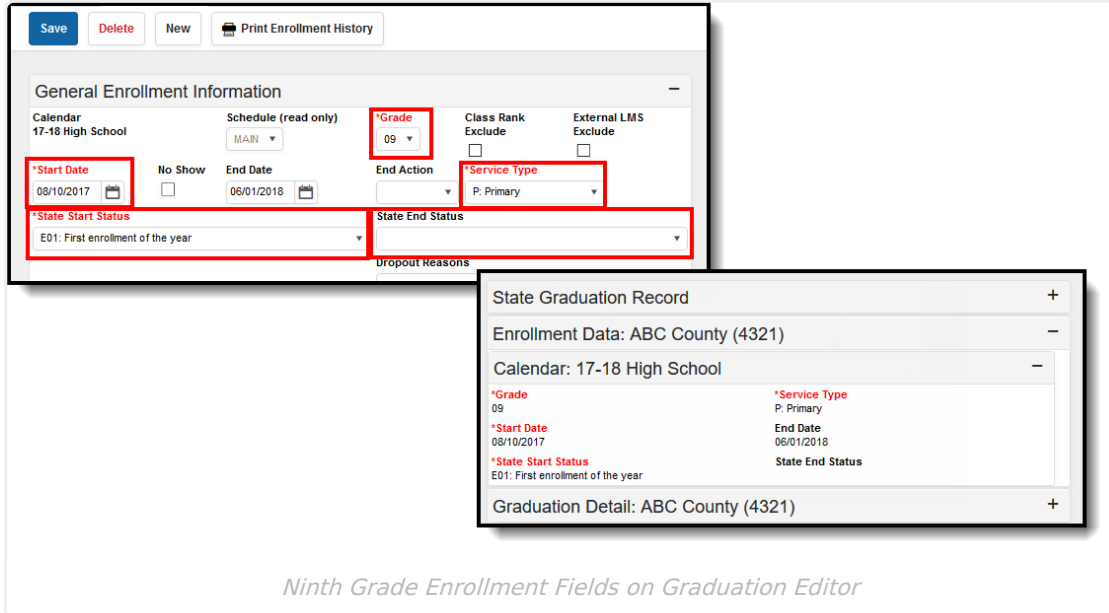 Save Delete New Print Enrollment History
General Enrollment Information
Calendar Schedule (read only) *Grade Class Rank Exclude External LMS Exclude
17-18 High School MAIN 09
*Start Date No Show End Date End Action *Service Type
08/10/2017 06/01/2018 P: Primary
*State Start Status State End Status
E01: First enrollment of the year
Dropout Reasons
State Graduation Record
Enrollment Data: ABC County (4321)
Calendar: 17-18 High School
*Grade *Service Type
09 P: Primary
*Start Date End Date
08/10/2017 06/01/2018
*State Start Status State End Status
E01: First enrollment of the year
Graduation Detail: ABC County (4321)
Ninth Grade Enrollment Fields on Graduation Editor